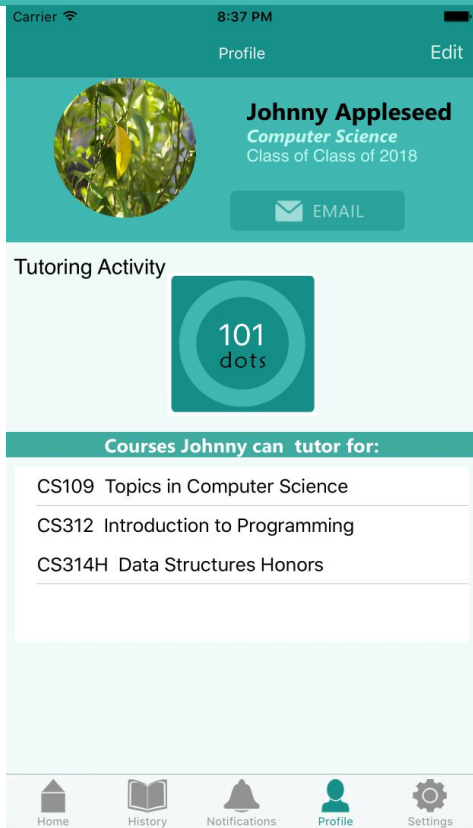 Carrier 8:37 PM
Profile Edit
Johnny Appleseed
Computer Science
Class of Class of 2018
EMAIL
Tutoring Activity
101
dots
Courses Johnny can tutor for:
CS109 Topics in Computer Science
CS312 Introduction to Programming
CS314H Data Structures Honors
Home History Notifications Profile Settings